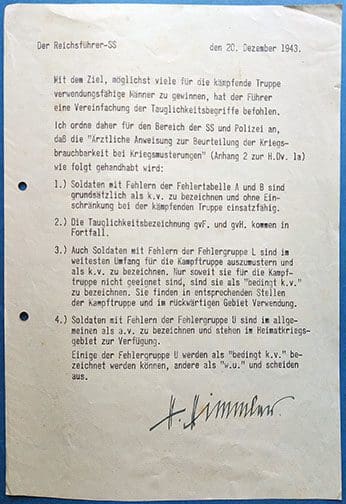 Der Reichsführer-SS den 20. Dezember 1943.
Mit dem Ziel, möglichst viele für die kämpfende Truppe
verwendungsfähige Männer zu gewinnen, hat der Führer
eine Vereinfachung der Tauglichkeitsbegriffe befohlen.
Ich ordne daher für den Bereich der SS und Polizei an,
daß die "Ärztliche Anweisung zur Beurteilung der Kriegs-
brauchbarkeit bei Kriegsmusterungen" (Anhang 2 zur H.Dv. 1a)
wie folgt gehandhabt wird:
1.) Soldaten mit Fehlern der Fehlertabelle A und B sind
grundsätzlich als k.v. zu bezeichnen und ohne Ein-
schränkung bei der kämpfenden Truppe einsatzfähig.
2.) Die Tauglichkeitsbezeichnung gvF. und gvH. kommen in
Fortfall.
3.) Auch Soldaten mit Fehlern der Fehlergruppe L sind im
weitesten Umfang für die Kampftruppe auszumustern und
als k.v. zu bezeichnen. Nur soweit sie für die Kampf-
truppe nicht geeignet sind, sind sie als "bedingt k.v."
zu bezeichnen. Sie finden in entsprechenden Stellen
der Kampftruppe und im rückwärtigen Gebiet Verwendung.
4.) Soldaten mit Fehlern der Fehlergruppe U sind im allge-
meinen als a.v. zu bezeichnen und stehen im Heimatkriegs-
gebiet zur Verfügung.
Einige der Fehlergruppe U werden als "bedingt k.v." be-
zeichnet werden können, andere als "w.u." und scheiden
aus.
H. Himmler.